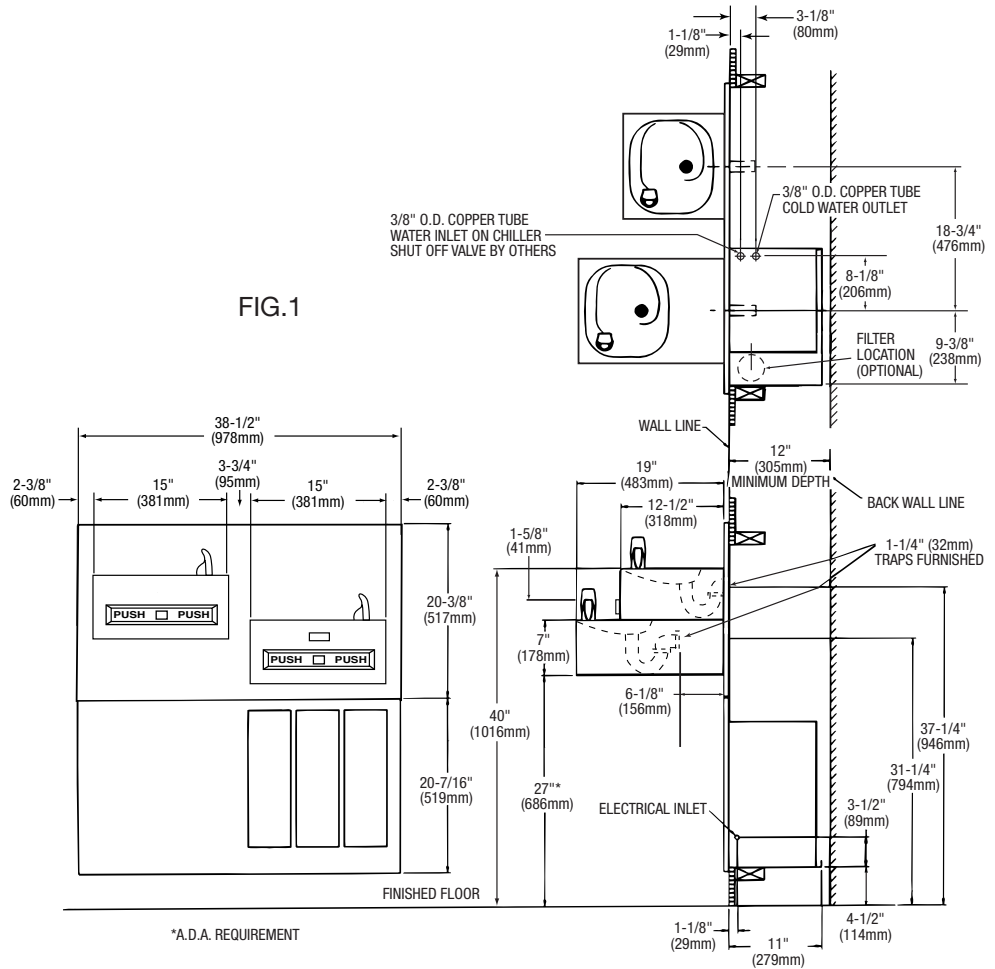 3-1/8"
(80mm)
1-1/8"
(29mm)
3/8" O.D. COPPER TUBE
WATER INLET ON CHILLER
SHUT OFF VALVE BY OTHERS
3/8" O.D. COPPER TUBE
COLD WATER OUTLET
18-3/4"
(476mm)
8-1/8"
(206mm)
FIG.1
FILTER
LOCATION
(OPTIONAL)
9-3/8"
(238mm)
WALL LINE
38-1/2"
(978mm)
2-3/8"
(60mm)
15"
(381mm)
3-3/4"
(95mm)
15"
(381mm)
2-3/8"
(60mm)
19"
(483mm)
12"
(305mm)
MINIMUM DEPTH
BACK WALL LINE
12-1/2"
(318mm)
1-5/8"
(41mm)
1-1/4" (32mm)
TRAPS FURNISHED
PUSH PUSH
PUSH PUSH
20-3/8"
(517mm)
7"
(178mm)
6-1/8"
(156mm)
40"
(1016mm)
37-1/4"
(946mm)
31-1/4"
(794mm)
20-7/16"
(519mm)
27"*
(686mm)
ELECTRICAL INLET
3-1/2"
(89mm)
FINISHED FLOOR
*A.D.A. REQUIREMENT
1-1/8"
(29mm)
11"
(279mm)
4-1/2"
(114mm)